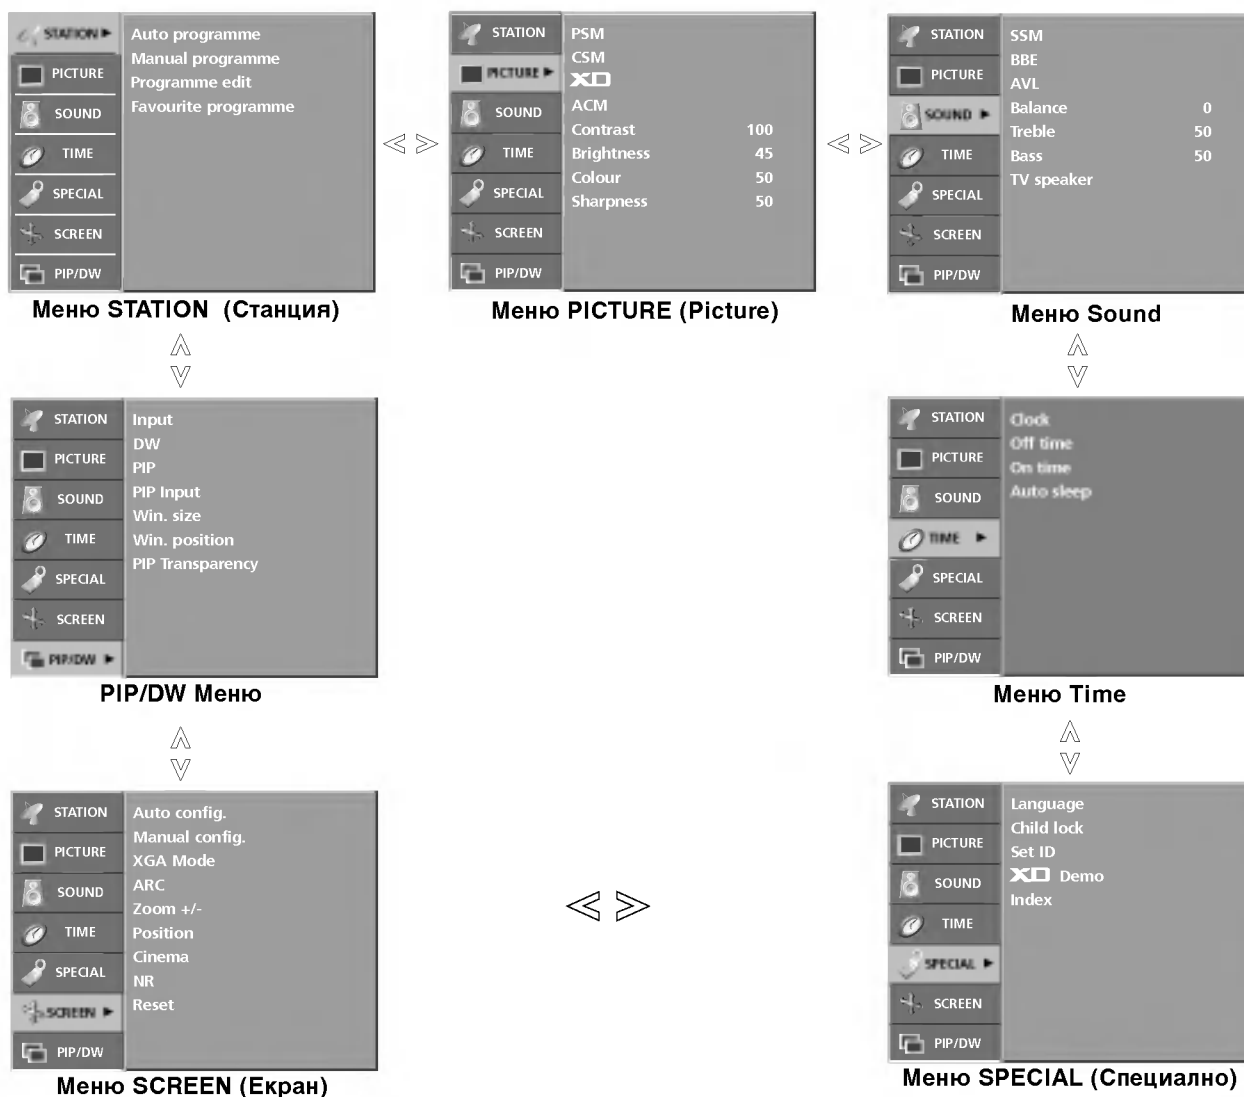 STATION
PICTURE
SOUND
TIME
SPECIAL
SCREEN
PIP/DW
Auto programme
Manual programme
Programme edit
Favourite programme
Меню STATION (Станция)
STATION
PICTURE
SOUND
TIME
SPECIAL
SCREEN
PIP/DW
PSM
CSM
XD
ACM
Contrast 100
Brightness 45
Colour 50
Sharpness 50
Меню PICTURE (Picture)
STATION
PICTURE
SOUND
TIME
SPECIAL
SCREEN
PIP/DW
SSM
BBE
AVL
Balance 0
Treble 50
Bass 50
TV speaker
Меню Sound
STATION
PICTURE
SOUND
TIME
SPECIAL
SCREEN
PIP/DW
Input
DW
PIP
PIP Input
Win. size
Win. position
PIP Transparency
PIP/DW Меню
STATION
PICTURE
SOUND
TIME
SPECIAL
SCREEN
PIP/DW
Clock
Off time
On time
Auto sleep
Меню Time
STATION
PICTURE
SOUND
TIME
SPECIAL
SCREEN
PIP/DW
Auto config.
Manual config.
XGA Mode
ARC
Zoom +/-
Position
Cinema
NR
Reset
Меню SCREEN (Екран)
STATION
PICTURE
SOUND
TIME
SPECIAL
SCREEN
PIP/DW
Language
Child lock
Set ID
XD Demo
Index
Меню SPECIAL (Специално)